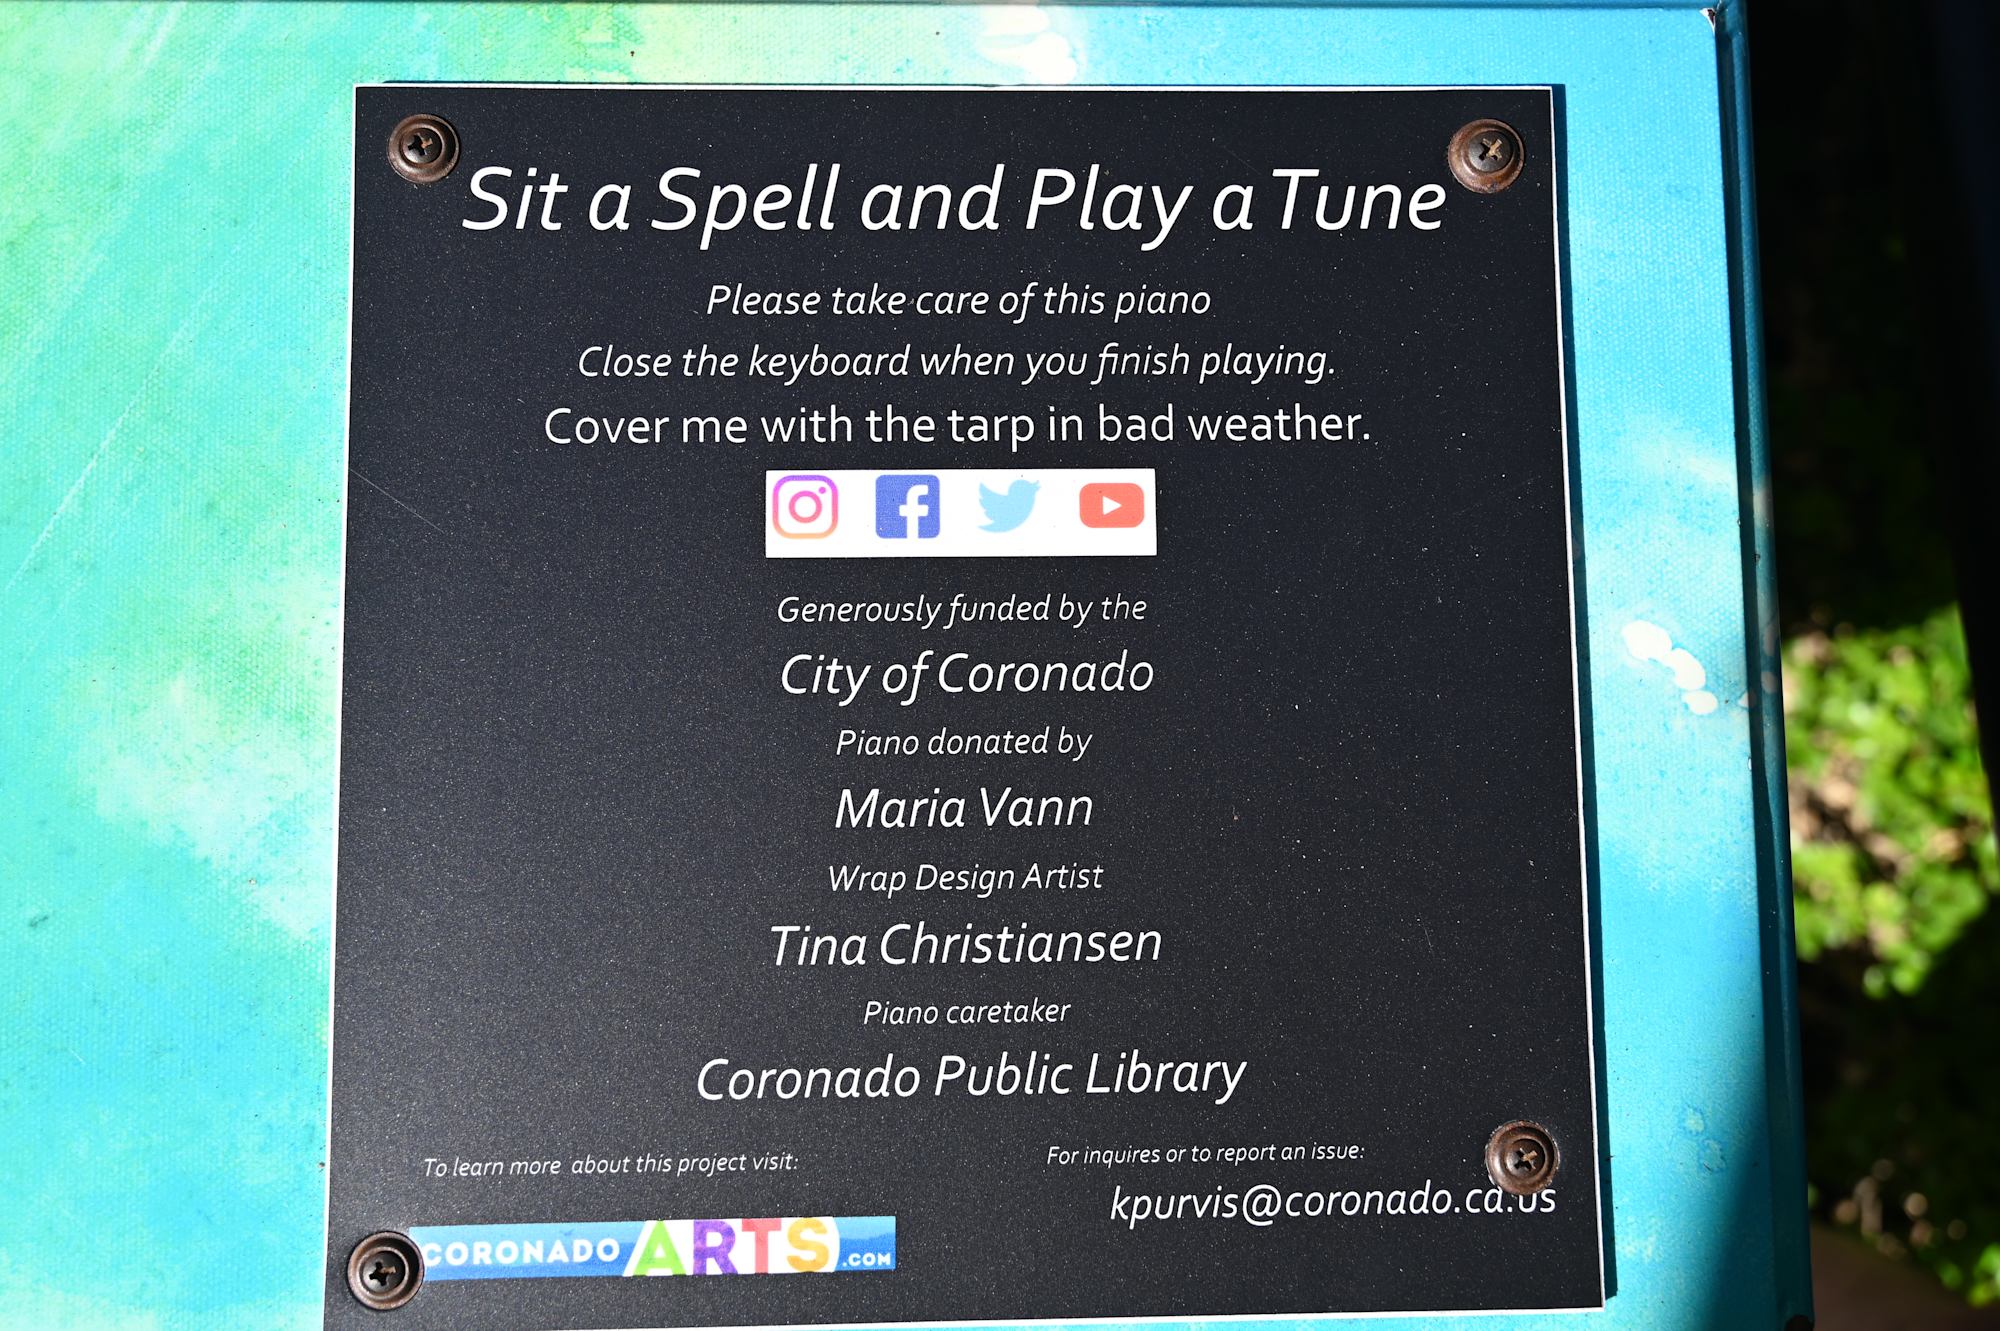 Sit a Spell and Play a Tune
Please take care of this piano
Close the keyboard when you finish playing.
Cover me with the tarp in bad weather.
Generously funded by the
City of Coronado
Piano donated by
Maria Vann
Wrap Design Artist
Tina Christiansen
Piano caretaker
Coronado Public Library
To learn more about this project visit:
CORONADO ARTS.COM
For inquires or to report an issue:
kpurvis@coronado.ca.us